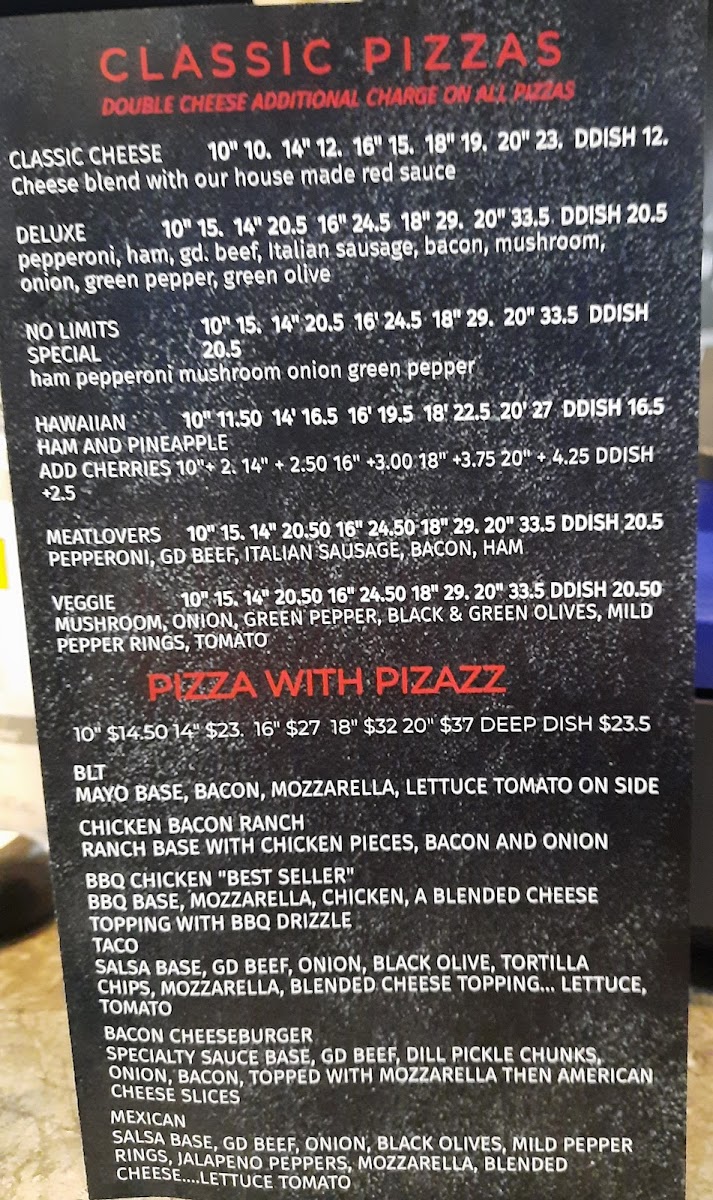 CLASSIC PIZZAS
DOUBLE CHEESE ADDITIONAL CHARGE ON ALL PIZZAS
CLASSIC CHEESE 10" 10. 14" 12. 16" 15. 18" 19. 20" 23. DDISH 12.
Cheese blend with our house made red sauce
DELUXE 10" 15. 14" 20.5 16" 24.5 18" 29. 20" 33.5 DDISH 20.5
pepperoni, ham, gd. beef, Italian sausage, bacon, mushroom,
onion, green pepper, green olive
NO LIMITS 10" 15. 14" 20.5 16' 24.5 18" 29. 20" 33.5 DDISH
SPECIAL 20.5
ham pepperoni mushroom onion green pepper
HAWAIIAN 10" 11.50 14' 16.5 16' 19.5 18' 22.5 20' 27 DDISH 16.5
HAM AND PINEAPPLE
ADD CHERRIES 10"+ 2. 14" + 2.50 16" +3.00 18" +3.75 20" + 4.25 DDISH
+2.5
MEATLOVERS 10" 15. 14" 20.50 16" 24.50 18" 29. 20" 33.5 DDISH 20.5
PEPPERONI, GD BEEF, ITALIAN SAUSAGE, BACON, HAM
VEGGIE 10" 15. 14" 20.50 16" 24.50 18" 29. 20" 33.5 DDISH 20.50
MUSHROOM, ONION, GREEN PEPPER, BLACK & GREEN OLIVES, MILD
PEPPER RINGS, TOMATO
PIZZA WITH PIZAZZ
10" $14.50 14" $23. 16" $27 18" $32 20" $37 DEEP DISH $23.5
BLT
MAYO BASE, BACON, MOZZARELLA, LETTUCE TOMATO ON SIDE
CHICKEN BACON RANCH
RANCH BASE WITH CHICKEN PIECES, BACON AND ONION
BBQ CHICKEN "BEST SELLER"
BBQ BASE, MOZZARELLA, CHICKEN, A BLENDED CHEESE
TOPPING WITH BBQ DRIZZLE
TACO
SALSA BASE, GD BEEF, ONION, BLACK OLIVE, TORTILLA
CHIPS, MOZZARELLA, BLENDED CHEESE TOPPING... LETTUCE,
TOMATO
BACON CHEESEBURGER
SPECIALTY SAUCE BASE, GD BEEF, DILL PICKLE CHUNKS,
ONION, BACON, TOPPED WITH MOZZARELLA THEN AMERICAN
CHEESE SLICES
MEXICAN
SALSA BASE, GD BEEF, ONION, BLACK OLIVES, MILD PEPPER
RINGS, JALAPENO PEPPERS, MOZZARELLA, BLENDED
CHEESE....LETTUCE TOMATO